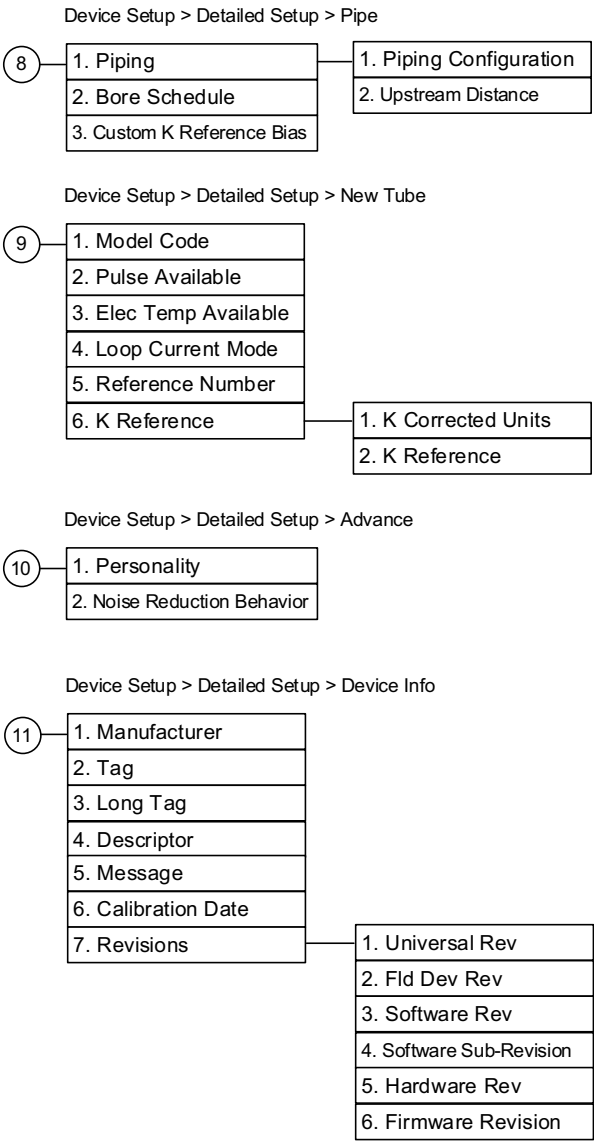 Device Setup > Detailed Setup > Pipe
8
1. Piping
1. Piping Configuration
2. Bore Schedule
2. Upstream Distance
3. Custom K Reference Bias
Device Setup > Detailed Setup > New Tube
9
1. Model Code
2. Pulse Available
3. Elec Temp Available
4. Loop Current Mode
5. Reference Number
6. K Reference
1. K Corrected Units
2. K Reference
Device Setup > Detailed Setup > Advance
10
1. Personality
2. Noise Reduction Behavior
Device Setup > Detailed Setup > Device Info
11
1. Manufacturer
2. Tag
3. Long Tag
4. Descriptor
5. Message
6. Calibration Date
7. Revisions
1. Universal Rev
2. Fld Dev Rev
3. Software Rev
4. Software Sub-Revision
5. Hardware Rev
6. Firmware Revision